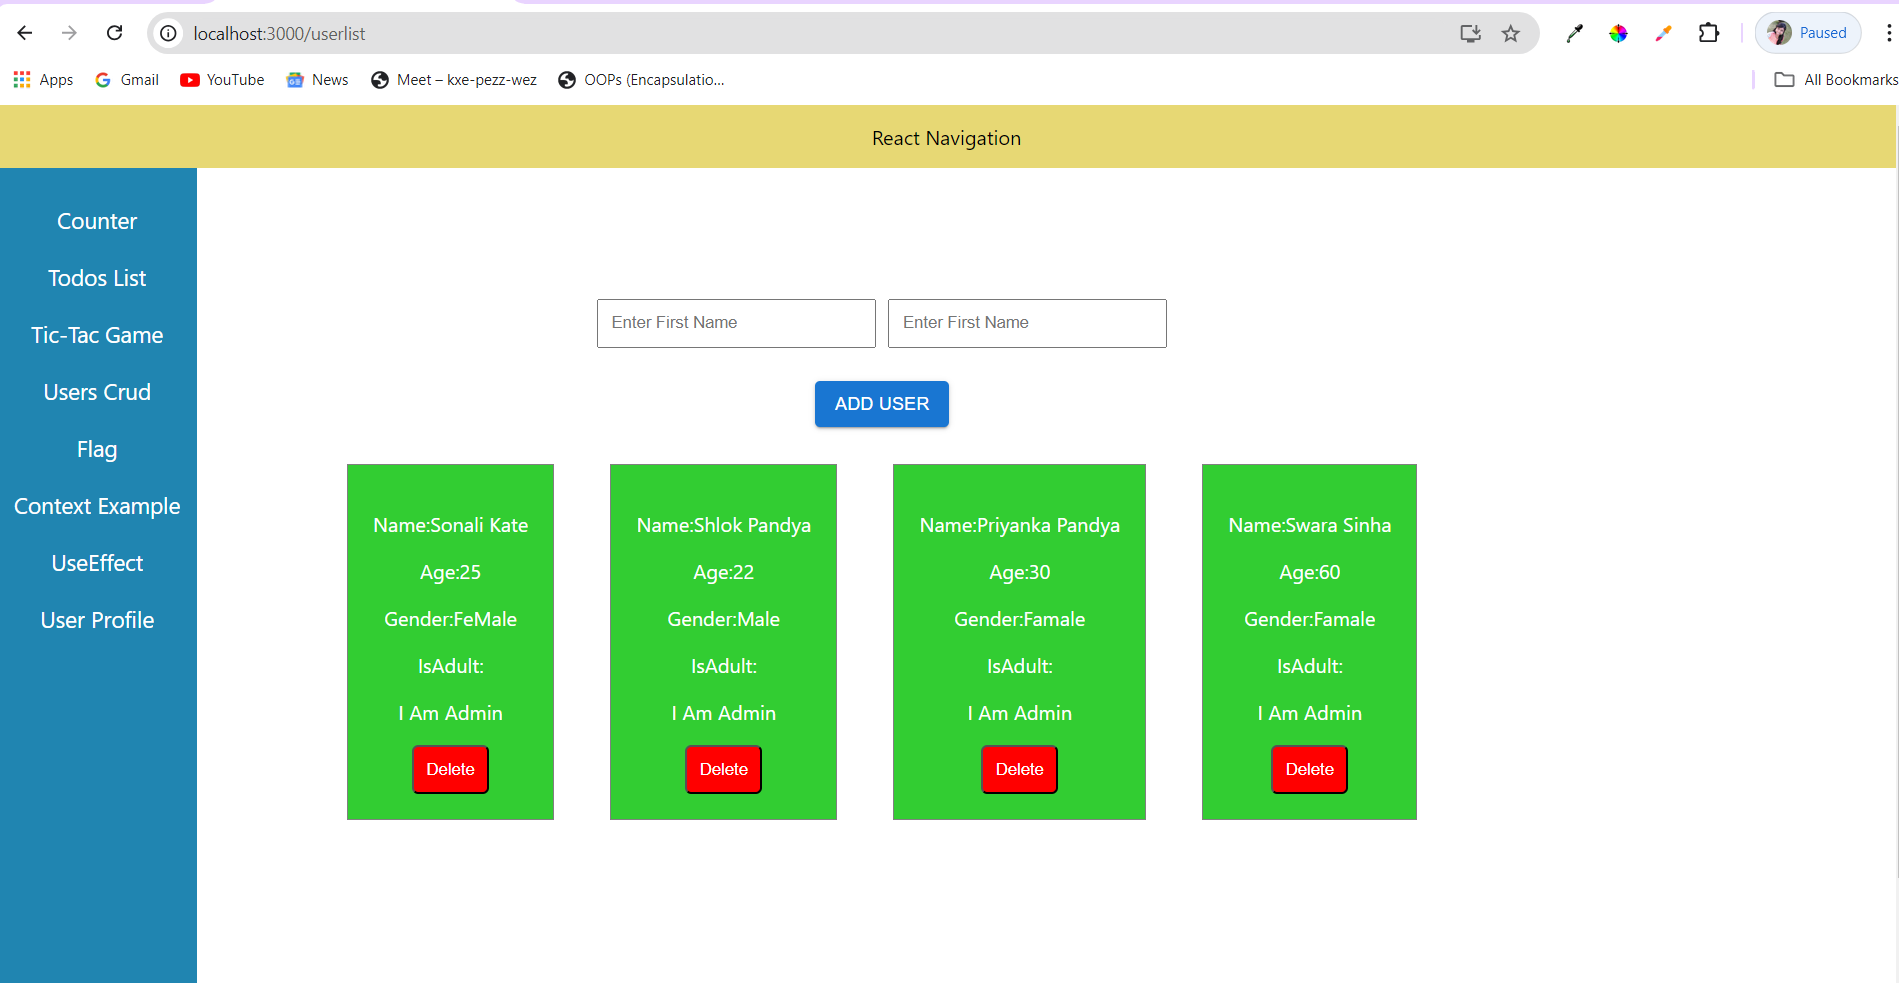 localhost:3000/userlist
Paused
Apps Gmail YouTube News Meet – kxe-pezz-wez OOPs (Encapsulatio... All Bookmarks
React Navigation
Counter
Todos List
Tic-Tac Game
Users Crud
Flag
Context Example
UseEffect
User Profile
Enter First Name Enter First Name
ADD USER
Name:Sonali Kate
Age:25
Gender:FeMale
IsAdult:
I Am Admin
Delete
Name:Shlok Pandya
Age:22
Gender:Male
IsAdult:
I Am Admin
Delete
Name:Priyanka Pandya
Age:30
Gender:Famale
IsAdult:
I Am Admin
Delete
Name:Swara Sinha
Age:60
Gender:Famale
IsAdult:
I Am Admin
Delete